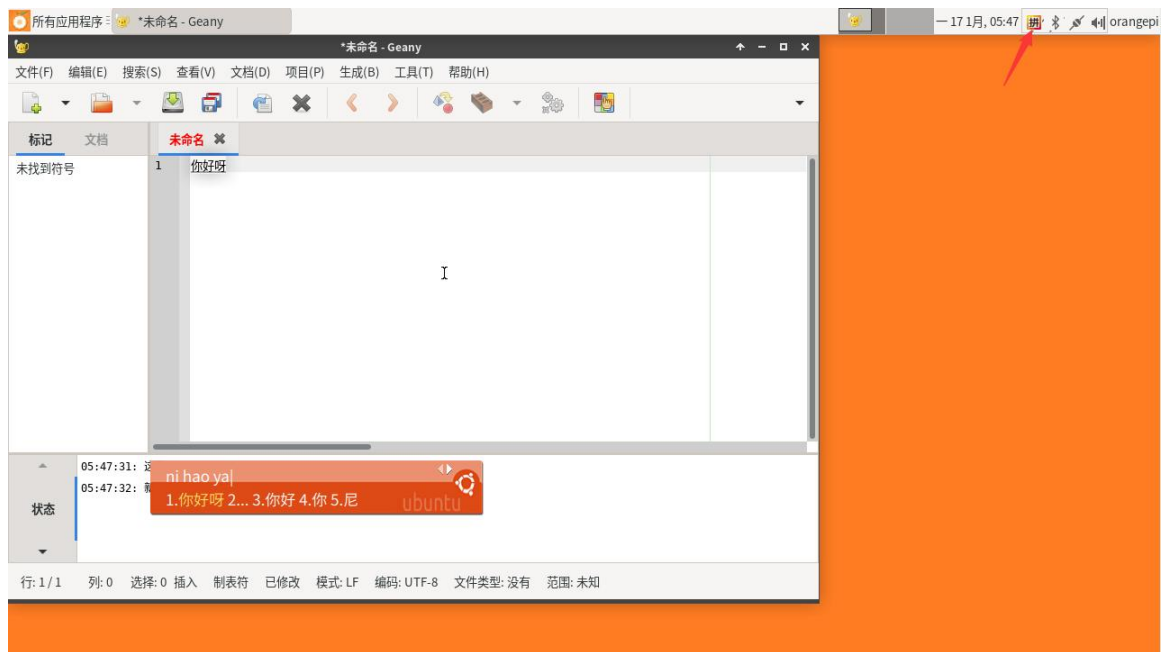 所有应用程序 *未命名 - Geany 一 17 1月, 05:47 拼 orangepi
*未命名 - Geany
文件(F) 编辑(E) 搜索(S) 查看(V) 文档(D) 项目(P) 生成(B) 工具(T) 帮助(H)
标记 文档 未命名
未找到符号
1 你好呀
05:47:31:
05:47:32:
状态
ni hao ya
1.你好呀 2... 3.你好 4.你 5.尼
ubuntu
行: 1 / 1 列: 0 选择: 0 插入 制表符 已修改 模式: LF 编码: UTF-8 文件类型: 没有 范围: 未知